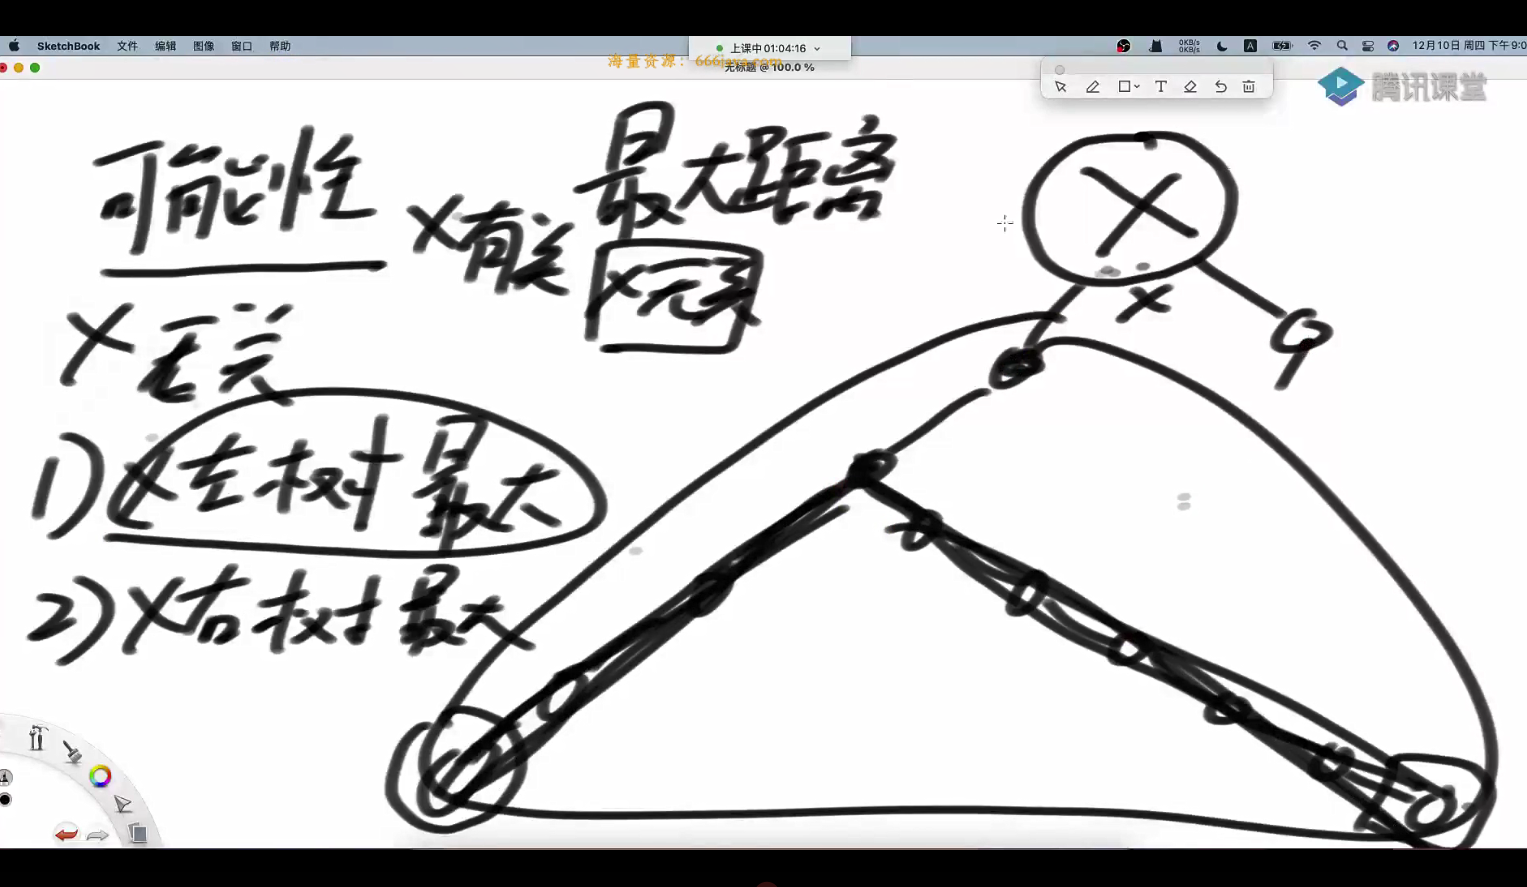 SketchBook 文件 编辑 图像 窗口 帮助
上课中 01:04:16
0KB/s
0KB/s
A
12月10日 周四 下午9:0
海量资源：666java.com
无标题 @ 100.0 %
T
腾讯课堂
可能性
X有关
最大距离
X无关
X
x
X无关
1) X左树最大
2) X右树最大